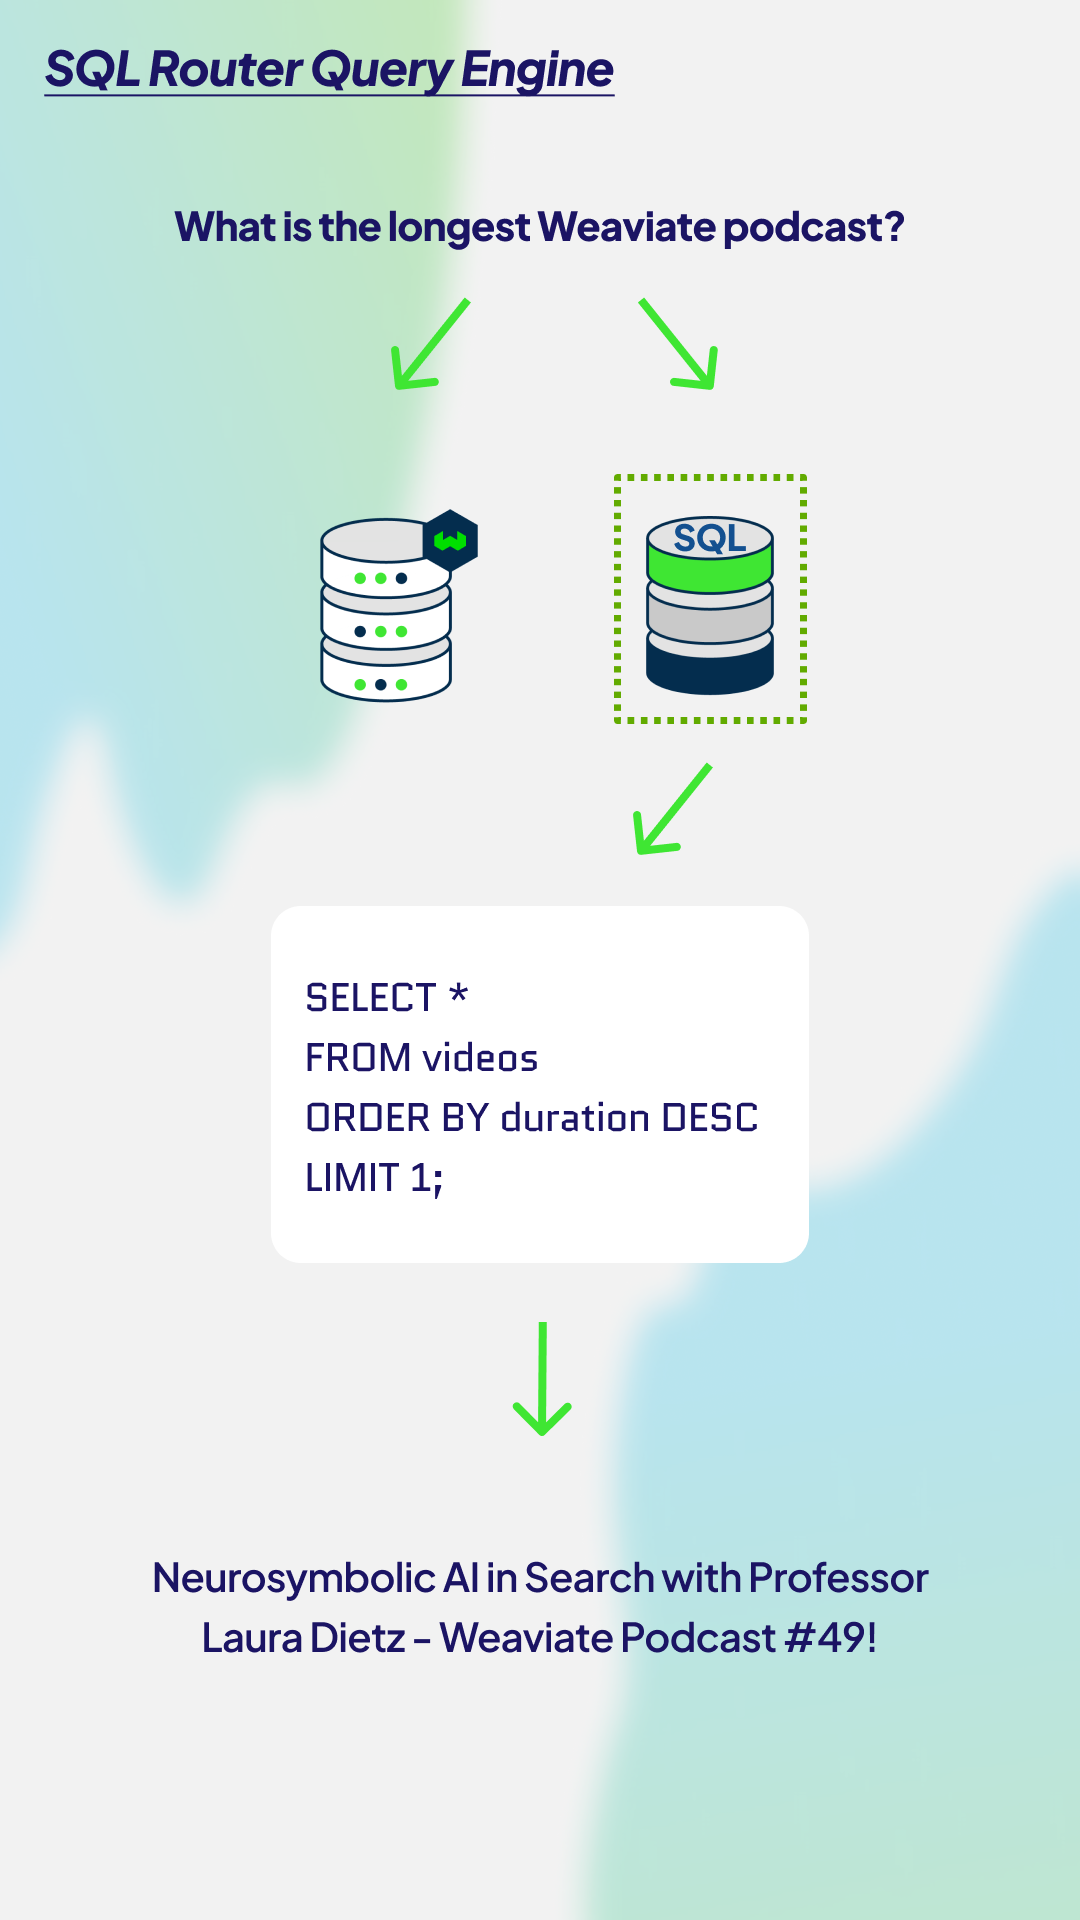 SQL Router Query Engine
What is the longest Weaviate podcast?
SQL
SELECT *
FROM videos
ORDER BY duration DESC
LIMIT 1;
Neurosymbolic AI in Search with Professor
Laura Dietz - Weaviate Podcast #49!